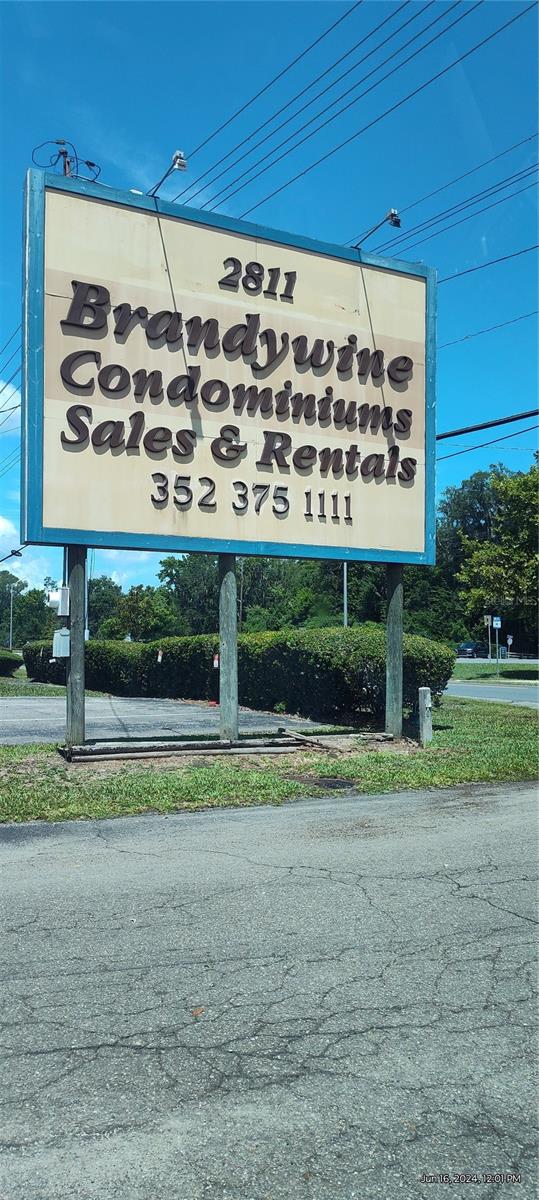 2811
Brandywine
Condominiums
Sales & Rentals
352 375 1111
Jun 16, 2024, 12:01 PM